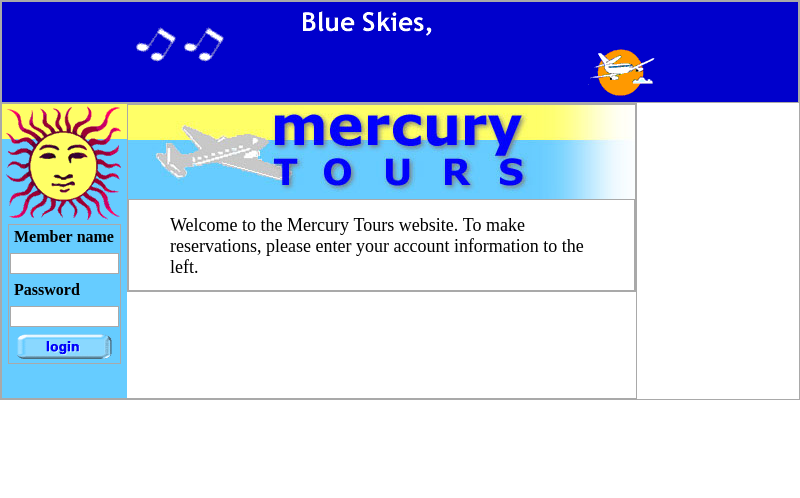 Blue Skies,
mercury
TOURS
Member name
Password
login
Welcome to the Mercury Tours website. To make
reservations, please enter your account information to the
left.